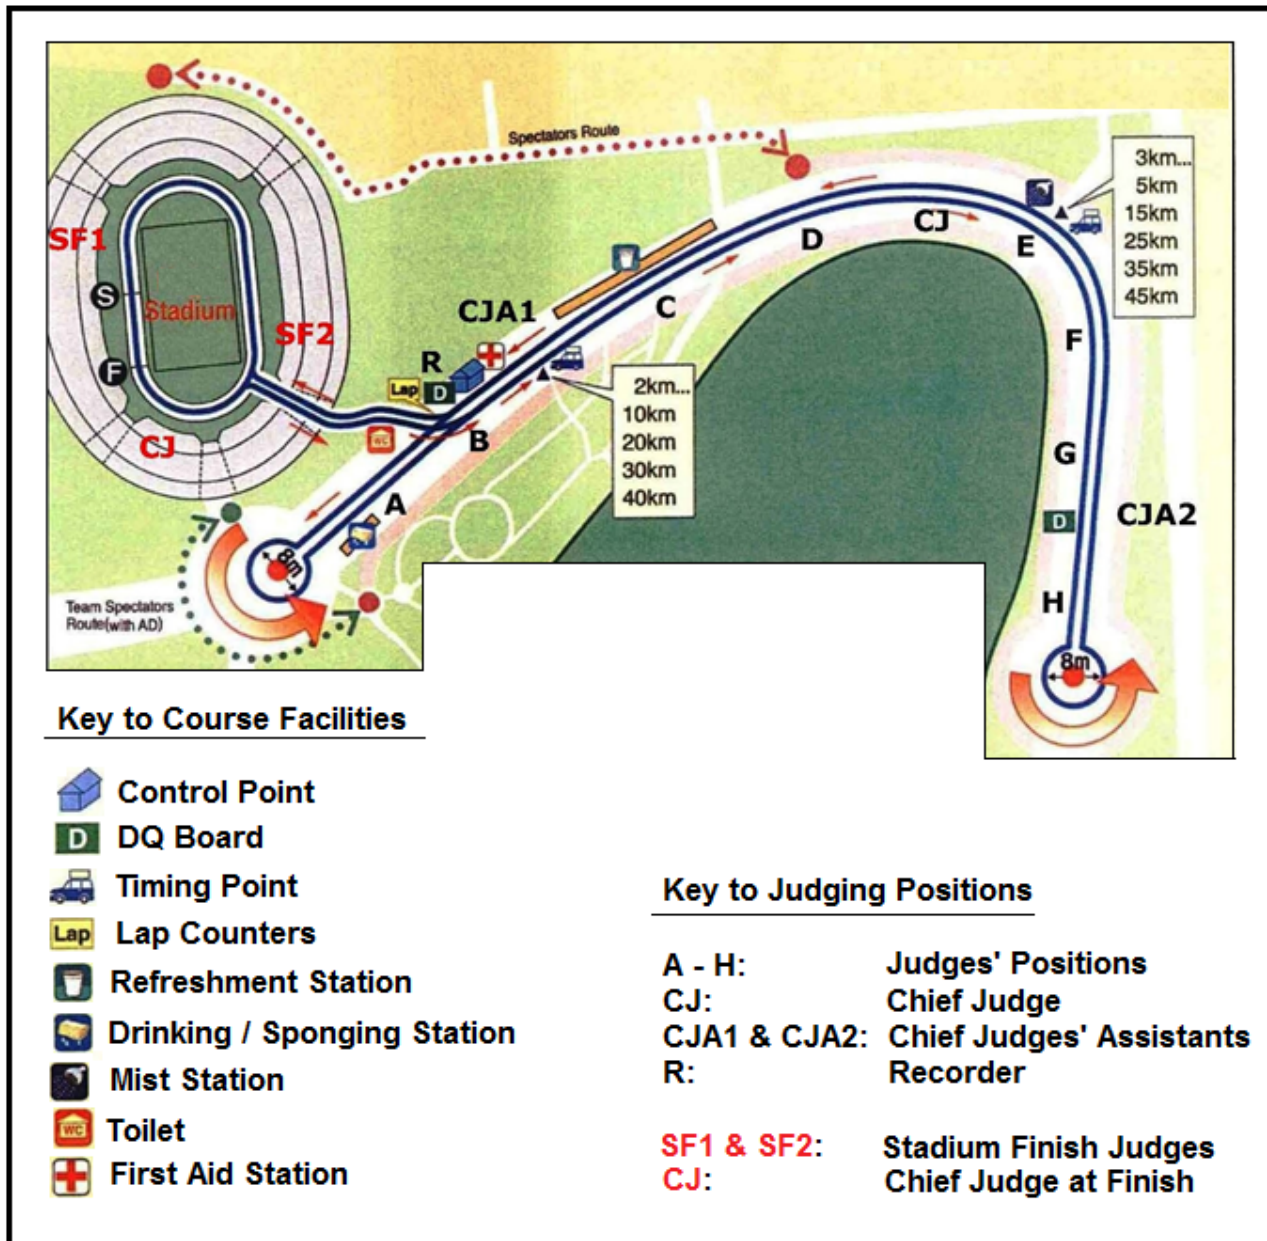 Spectators Route
3km...
5km
15km
25km
35km
45km
SF1
CJ
D
E
S
Stadium
SF2
CJA1
C
F
R
F
Lap
D
2km...
10km
20km
30km
40km
CJ
WC
B
G
A
D
CJA2
8m
H
Team Spectators
Route(with AD)
8m
Key to Course Facilities
Control Point
D DQ Board
Timing Point
Lap Lap Counters
Refreshment Station
Drinking / Sponging Station
Mist Station
WC Toilet
First Aid Station
Key to Judging Positions
A - H: Judges' Positions
CJ: Chief Judge
CJA1 & CJA2: Chief Judges' Assistants
R: Recorder
SF1 & SF2: Stadium Finish Judges
CJ: Chief Judge at Finish